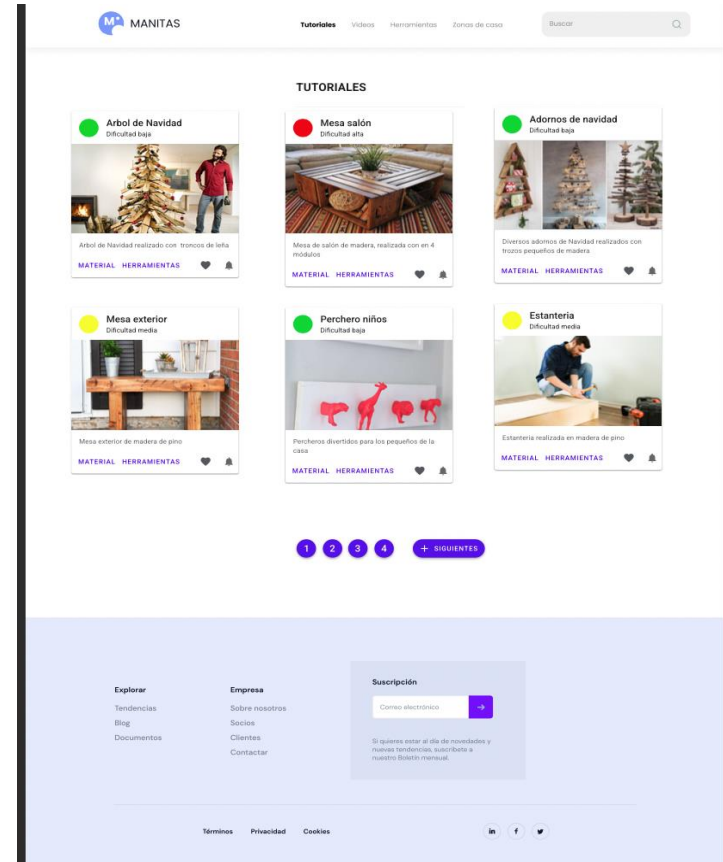 M
MANITAS
Tutoriales Videos Herramientas Zonas de casa
Buscar
TUTORIALES
Arbol de Navidad
Dificultad baja
Arbol de Navidad realizado con troncos de leña
MATERIAL HERRAMIENTAS
Mesa salón
Dificultad alta
Mesa de salón de madera, realizada con en 4
módulos
MATERIAL HERRAMIENTAS
Adornos de navidad
Dificultad baja
Diversos adornos de Navidad realizados con
trozos pequeños de madera
MATERIAL HERRAMIENTAS
Mesa exterior
Dificultad media
Mesa exterior de madera de pino
MATERIAL HERRAMIENTAS
Perchero niños
Dificultad baja
Percheros divertidos para los pequeños de la
casa
MATERIAL HERRAMIENTAS
Estanteria
Dificultad media
Estanteria realizada en madera de pino
MATERIAL HERRAMIENTAS
1 2 3 4 + SIGUIENTES
Explorar
Tendencias
Blog
Documentos
Empresa
Sobre nosotros
Socios
Clientes
Contactar
Suscripción
Correo electrónico
Si quieres estar al día de novedades y
nuevas tendencias, suscríbete a
nuestro Boletín mensual.
Términos Privacidad Cookies
in f